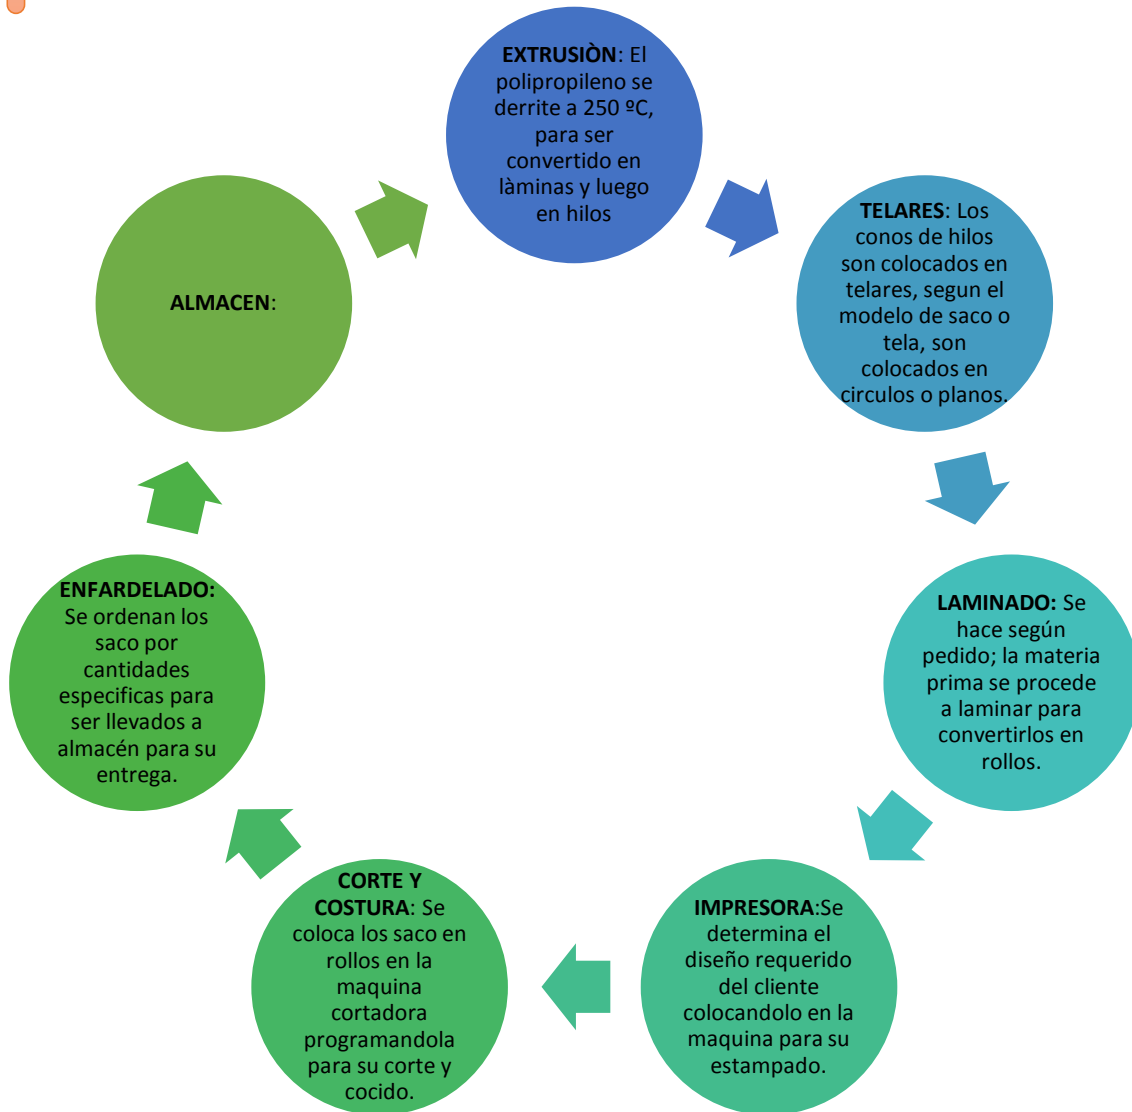 EXTRUSIÒN: El
polipropileno se
derrite a 250 ºC,
para ser
convertido en
làminas y luego
en hilos
TELARES: Los
conos de hilos
son colocados en
telares, segun el
modelo de saco o
tela, son
colocados en
circulos o planos.
LAMINADO: Se
hace según
pedido; la materia
prima se procede
a laminar para
convertirlos en
rollos.
IMPRESORA:Se
determina el
diseño requerido
del cliente
colocandolo en la
maquina para su
estampado.
CORTE Y
COSTURA: Se
coloca los saco en
rollos en la
maquina
cortadora
programandola
para su corte y
cocido.
ENFARDELADO:
Se ordenan los
saco por
cantidades
especificas para
ser llevados a
almacén para su
entrega.
ALMACEN: